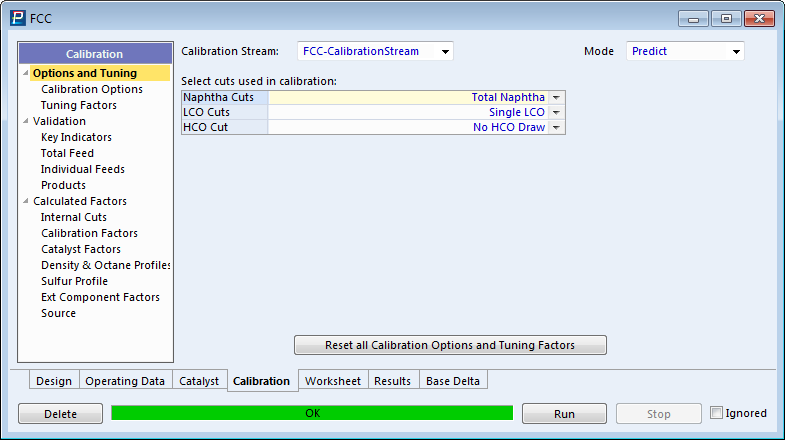 FCC
Calibration
Options and Tuning
Calibration Options
Tuning Factors
Validation
Key Indicators
Total Feed
Individual Feeds
Products
Calculated Factors
Internal Cuts
Calibration Factors
Catalyst Factors
Density & Octane Profiles
Sulfur Profile
Ext Component Factors
Source
Calibration Stream: FCC-CalibrationStream Mode Predict
Select cuts used in calibration:
Naphtha Cuts Total Naphtha
LCO Cuts Single LCO
HCO Cut No HCO Draw
Reset all Calibration Options and Tuning Factors
Design Operating Data Catalyst Calibration Worksheet Results Base Delta
Delete OK Run Stop Ignored